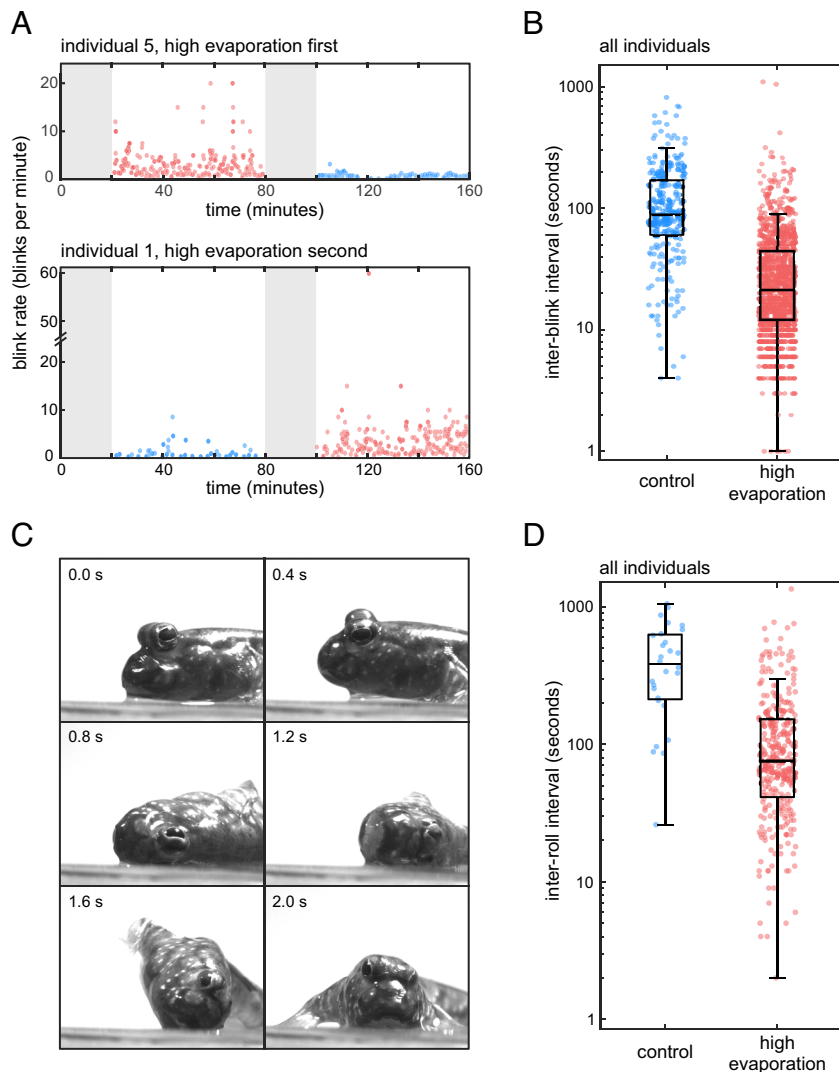 A
individual 5, high evaporation first
20
10
0
0
40
60
80
120
160
time (minutes)
individual 1, high evaporation second
60
50
20
10
0
0
40
80
120
160
time (minutes)
blink rate (blinks per minute)
B
all individuals
1000
100
10
1
inter-blink interval (seconds)
control
high
evaporation
C
0.0 s
0.4 s
0.8 s
1.2 s
1.6 s
2.0 s
D
all individuals
1000
100
10
1
inter-roll interval (seconds)
control
high
evaporation